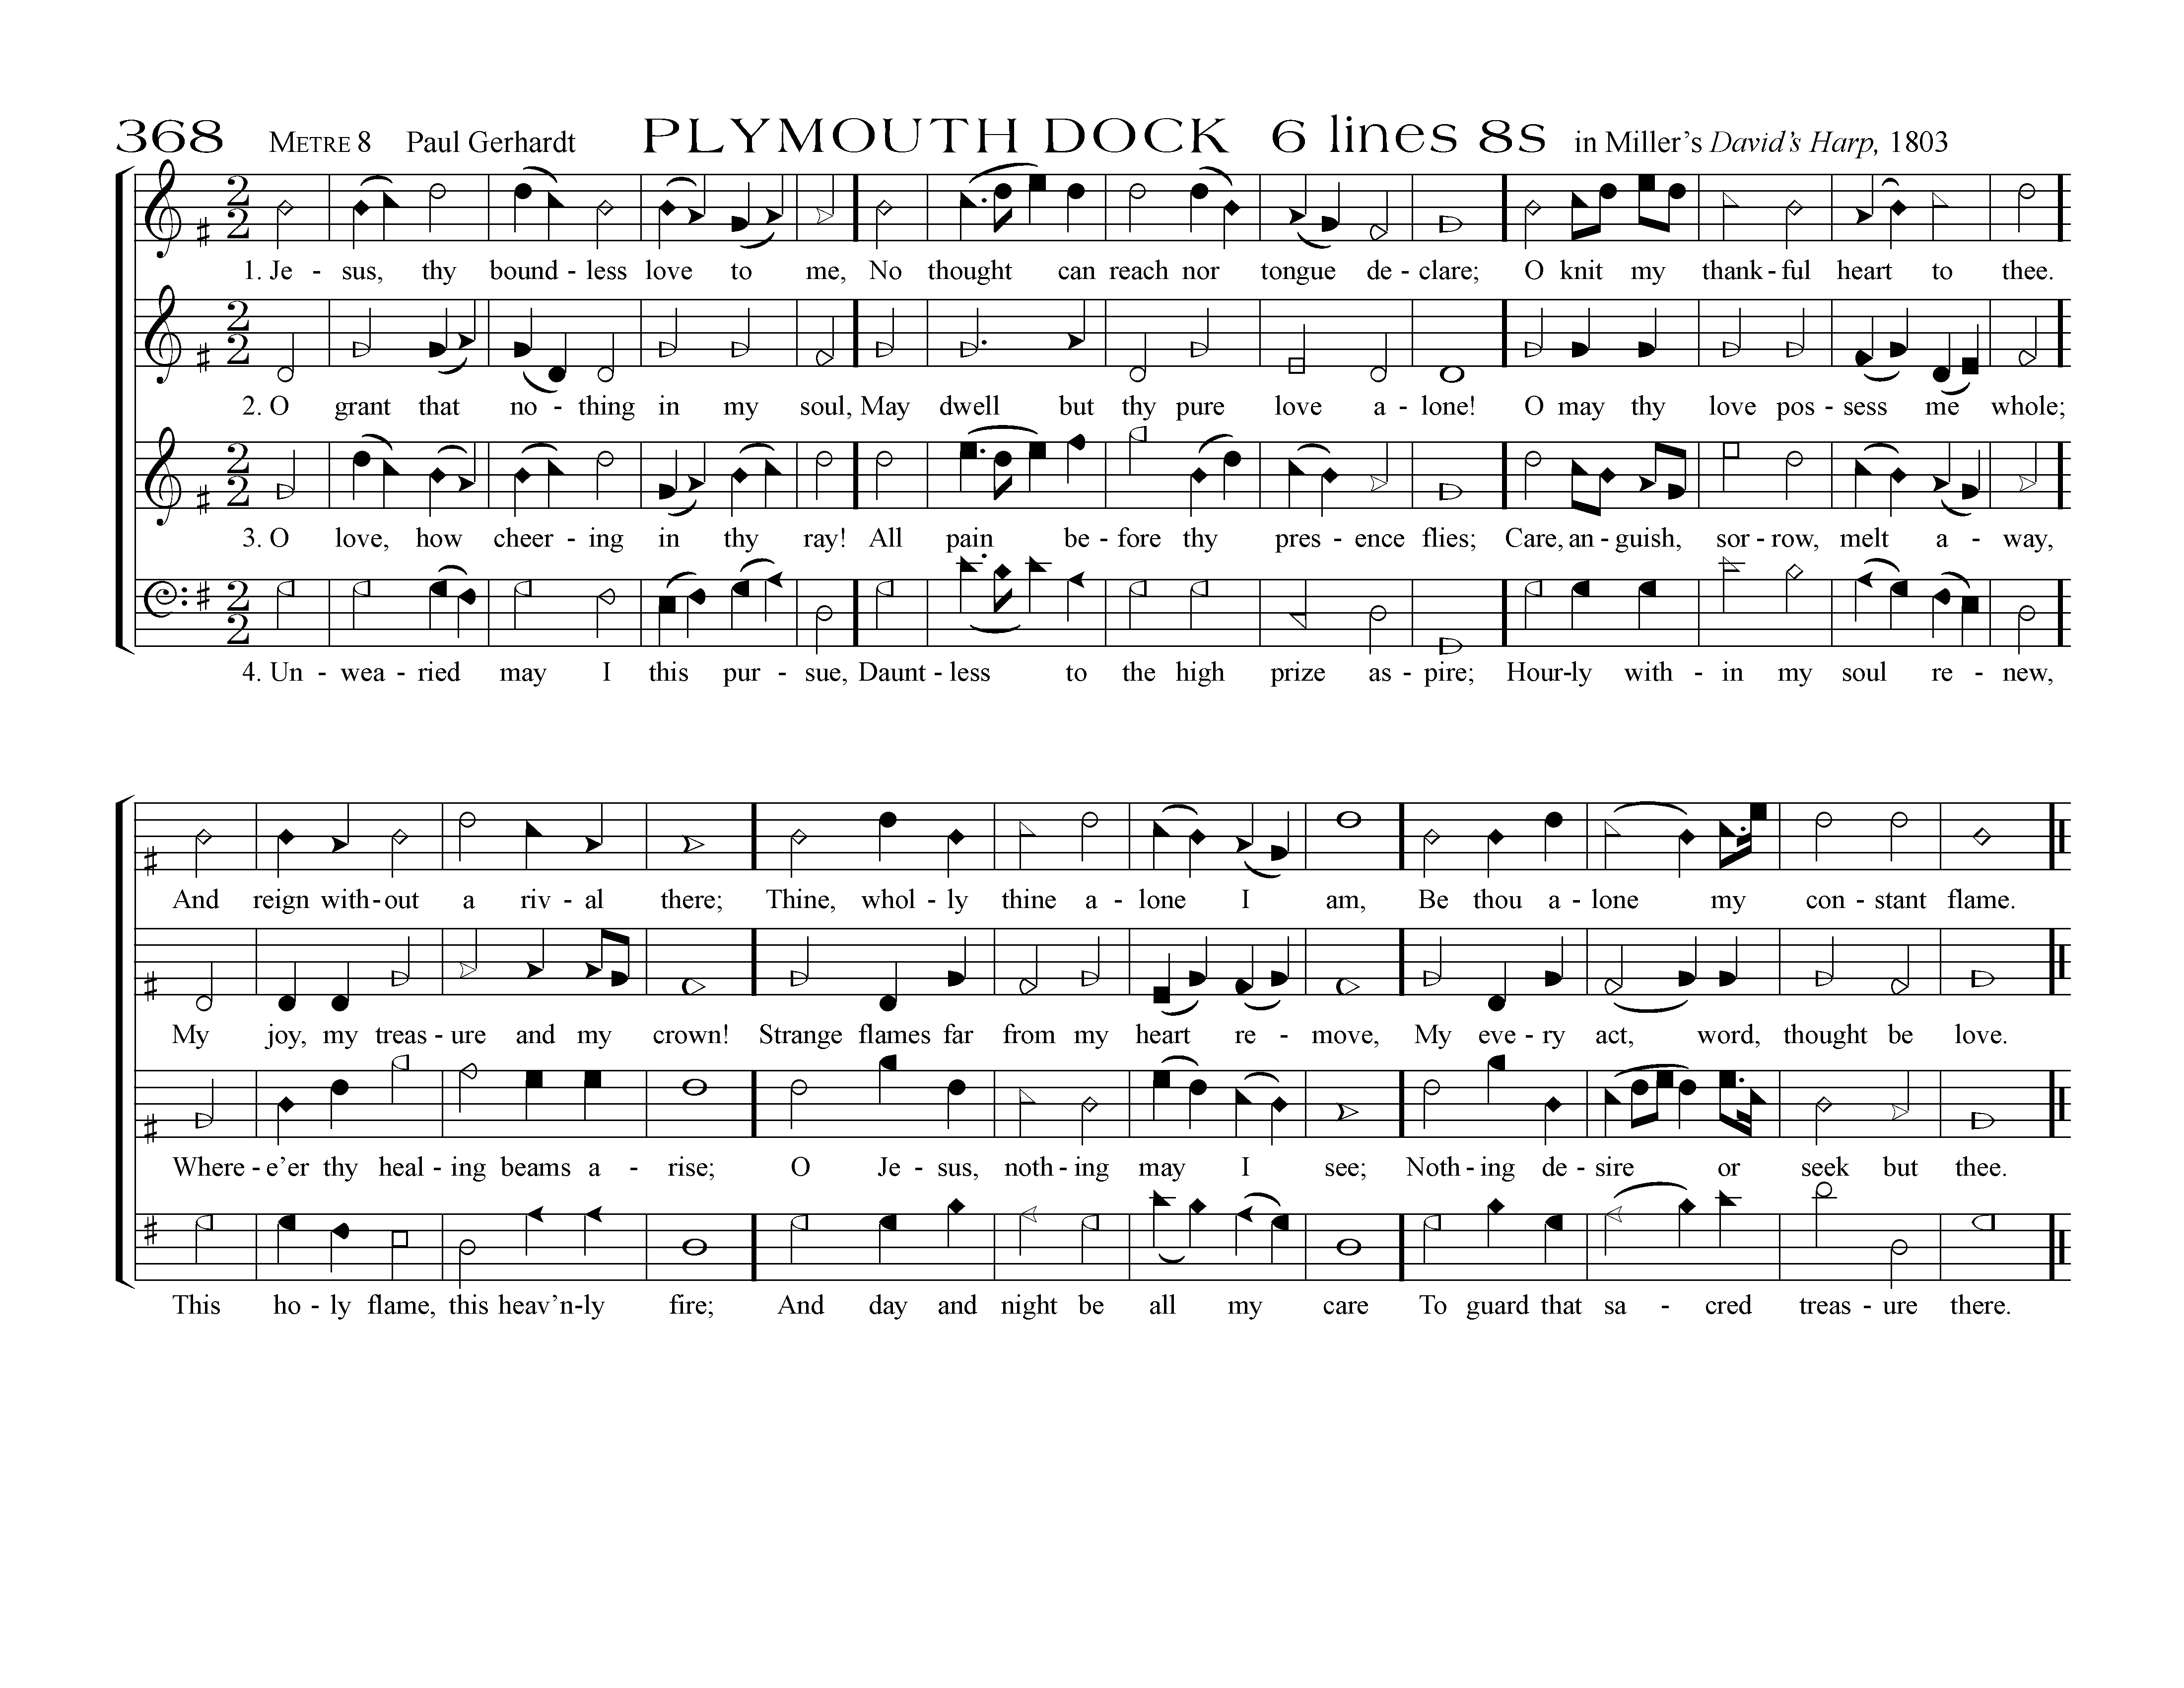 368 METRE 8 Paul Gerhardt PLYMOUTH DOCK 6 lines 8s in Miller's David's Harp, 1803
2 2
1. Je - sus, thy bound - less love to me, No thought can reach nor tongue de - clare; O knit my thank - ful heart to thee.
2 2
2. O grant that no - thing in my soul, May dwell but thy pure love a - lone! O may thy love pos - sess me whole;
2 2
3. O love, how cheer - ing in thy ray! All pain be - fore thy pres - ence flies; Care, an - guish, sor - row, melt a - way,
2 2
4. Un - wea - ried may I this pur - sue, Daunt - less to the high prize as - pire; Hour-ly with - in my soul re - new,
And reign with - out a riv - al there; Thine, whol - ly thine a - lone I am, Be thou a - lone my con - stant flame.
My joy, my treas - ure and my crown! Strange flames far from my heart re - move, My eve - ry act, word, thought be love.
Where - e'er thy heal - ing beams a - rise; O Je - sus, noth - ing may I see; Noth - ing de - sire or seek but thee.
This ho - ly flame, this heav'n-ly fire; And day and night be all my care To guard that sa - cred treas - ure there.